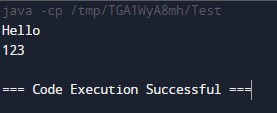 java -cp /tmp/TGA1WyA8mh/Test
Hello
123
=== Code Execution Successful ===